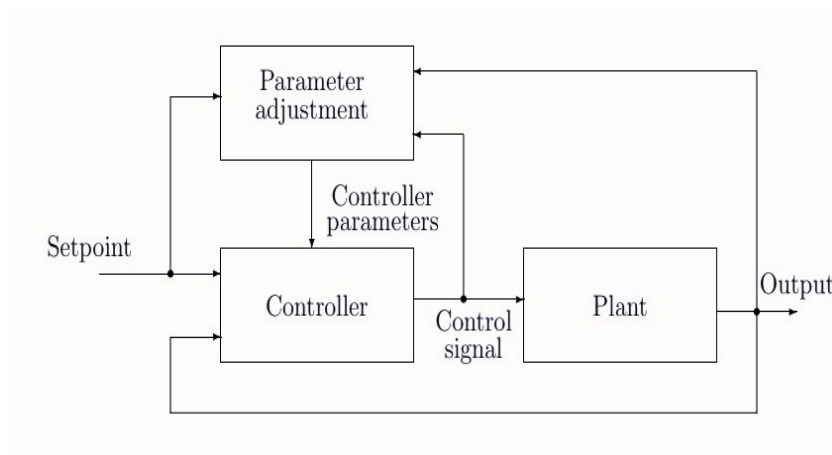 Parameter
adjustment
Controller
parameters
Setpoint
Controller
Control
signal
Plant
Output